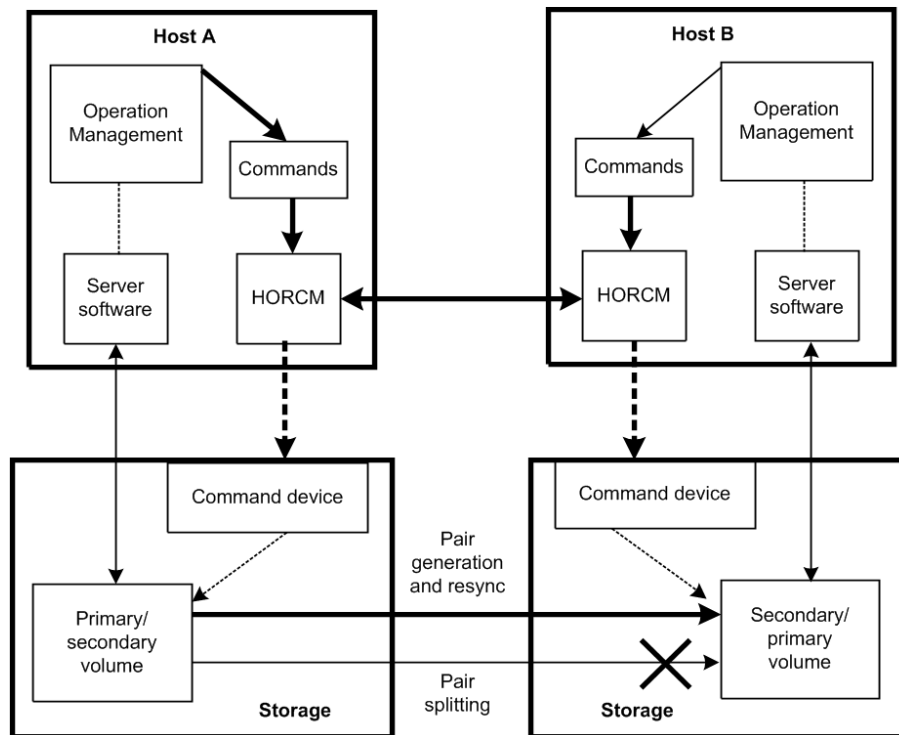 Host A
Host B
Operation
Management
Operation
Management
Commands
Commands
Server
software
HORCM
HORCM
Server
software
Command device
Command device
Pair
generation
and resync
Primary/
secondary
volume
Secondary/
primary
volume
Pair
splitting
Storage
Storage